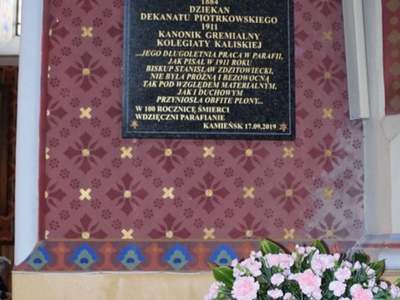 1884
DZIEKAN
DEKANATU PIOTRKOWSKIEGO
1911
KANONIK GREMIALNY
KOLEGIATY KALISKIEJ
...JEGO DŁUGOLETNIA PRACA W PARAFII,
JAK PISAŁ W 1911 ROKU
BISKUP STANISŁAW ZDZITOWIECKI,
NIE BYŁA PRÓŻNA I BEZOWOCNA
TAK POD WZGLĘDEM MATERIALNYM,
JAK I DUCHOWYM
PRZYNIOSŁA OBFITE PLONY...
W 100 ROCZNICĘ ŚMIERCI
WDZIĘCZNI PARAFIANIE
KAMIEŃSK 17.09.2019